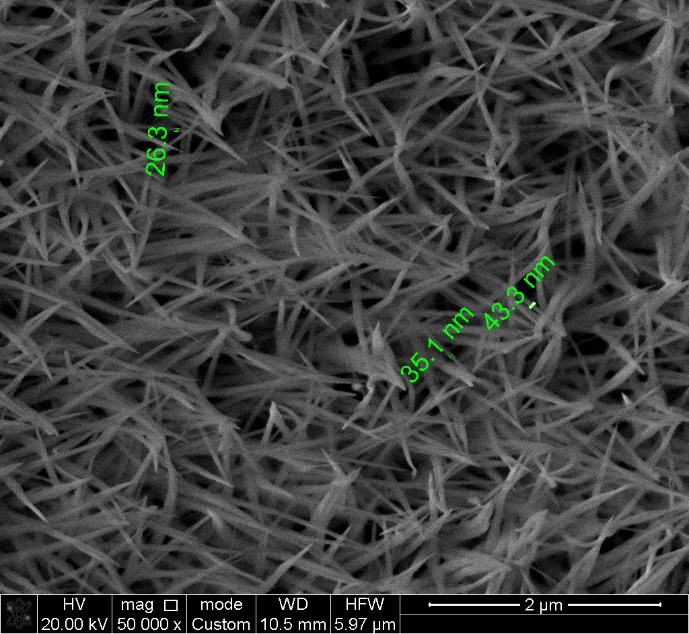 26.3 nm
43.3 nm
35.1 nm
HV mag mode WD HFW 2 µm
20.00 kV 50 000 x Custom 10.5 mm 5.97 µm